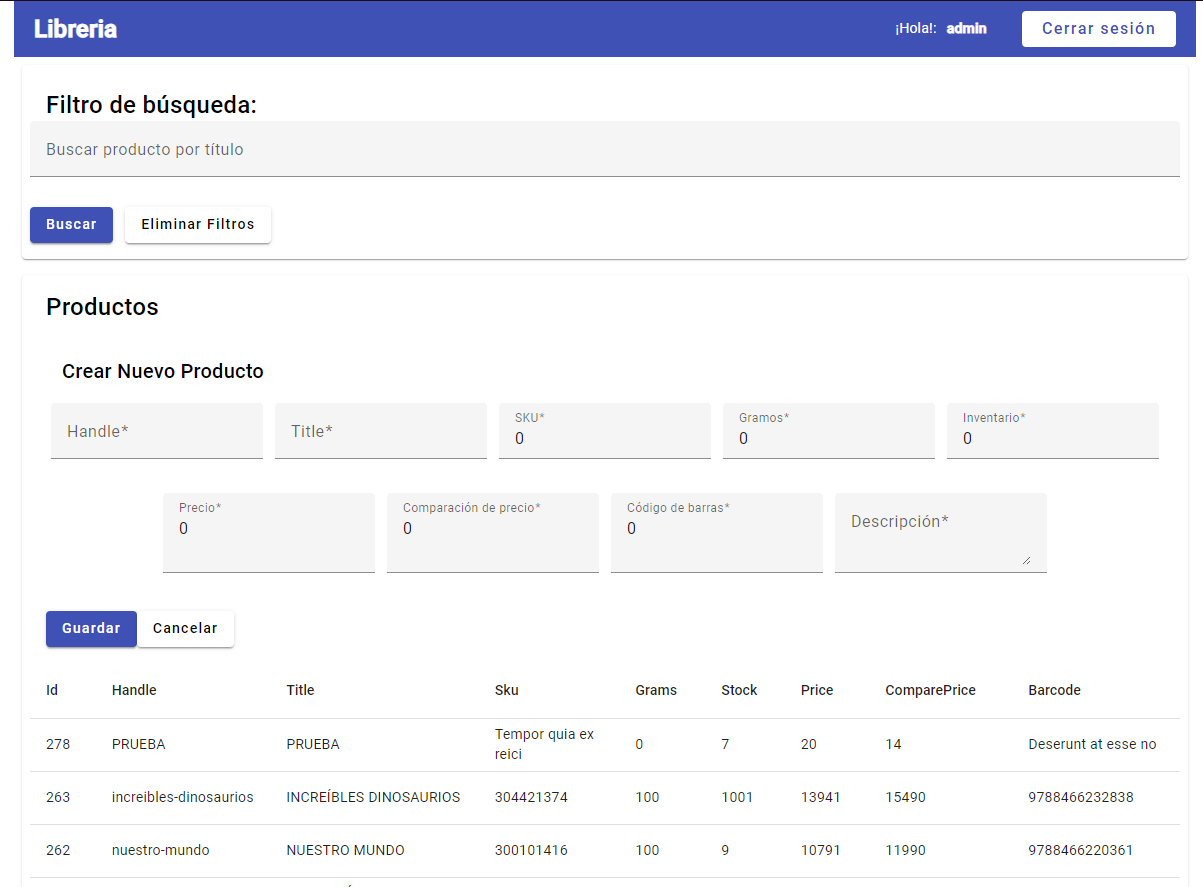 Libreria ¡Hola!: admin Cerrar sesión
Filtro de búsqueda:
Buscar producto por título
Buscar Eliminar Filtros
Productos
Crear Nuevo Producto
Handle* Title* SKU* 0 Gramos* 0 Inventario* 0
Precio* 0 Comparación de precio* 0 Código de barras* 0 Descripción*
Guardar Cancelar
Id Handle Title Sku Grams Stock Price ComparePrice Barcode
278 PRUEBA PRUEBA Tempor quia ex reici 0 7 20 14 Deserunt at esse no
263 increibles-dinosaurios INCREÍBLES DINOSAURIOS 304421374 100 1001 13941 15490 9788466232838
262 nuestro-mundo NUESTRO MUNDO 300101416 100 9 10791 11990 9788466220361